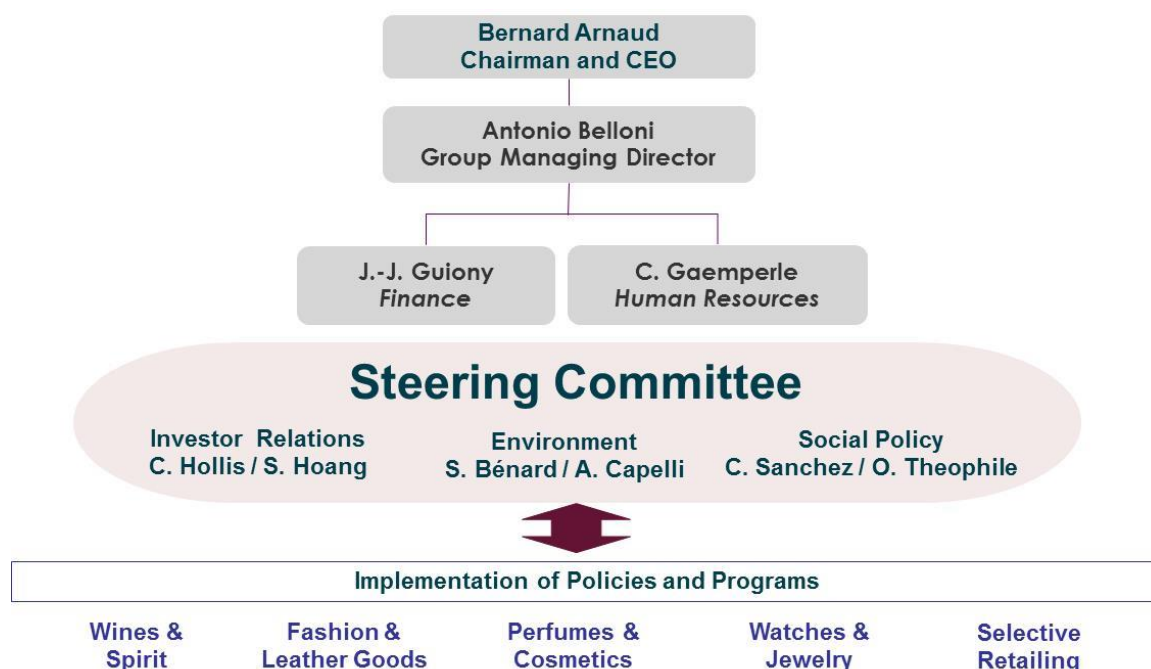 Bernard Arnaud
Chairman and CEO
Antonio Belloni
Group Managing Director
J.-J. Guiony
Finance
C. Gaemperle
Human Resources
Steering Committee
Investor Relations
C. Hollis / S. Hoang
Environment
S. Bénard / A. Capelli
Social Policy
C. Sanchez / O. Theophile
Implementation of Policies and Programs
Wines &
Spirit
Fashion &
Leather Goods
Perfumes &
Cosmetics
Watches &
Jewelry
Selective
Retailing